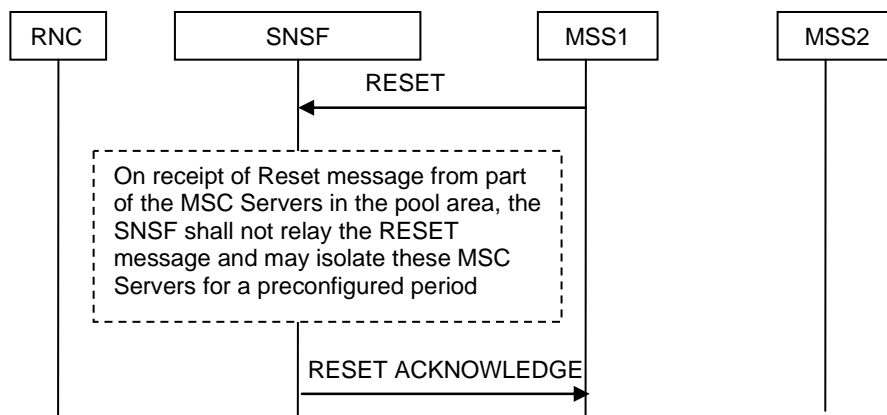 RNC SNSF MSS1 MSS2
RESET
On receipt of Reset message from part
of the MSC Servers in the pool area, the
SNSF shall not relay the RESET
message and may isolate these MSC
Servers for a preconfigured period
RESET ACKNOWLEDGE